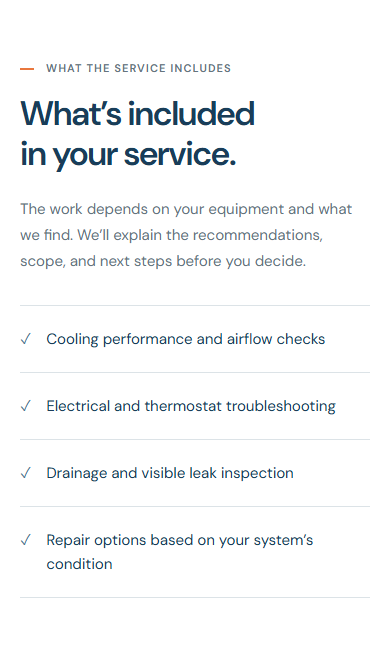 WHAT THE SERVICE INCLUDES
What’s included
in your service.
The work depends on your equipment and what
we find. We’ll explain the recommendations,
scope, and next steps before you decide.
✓ Cooling performance and airflow checks
✓ Electrical and thermostat troubleshooting
✓ Drainage and visible leak inspection
✓ Repair options based on your system’s
condition